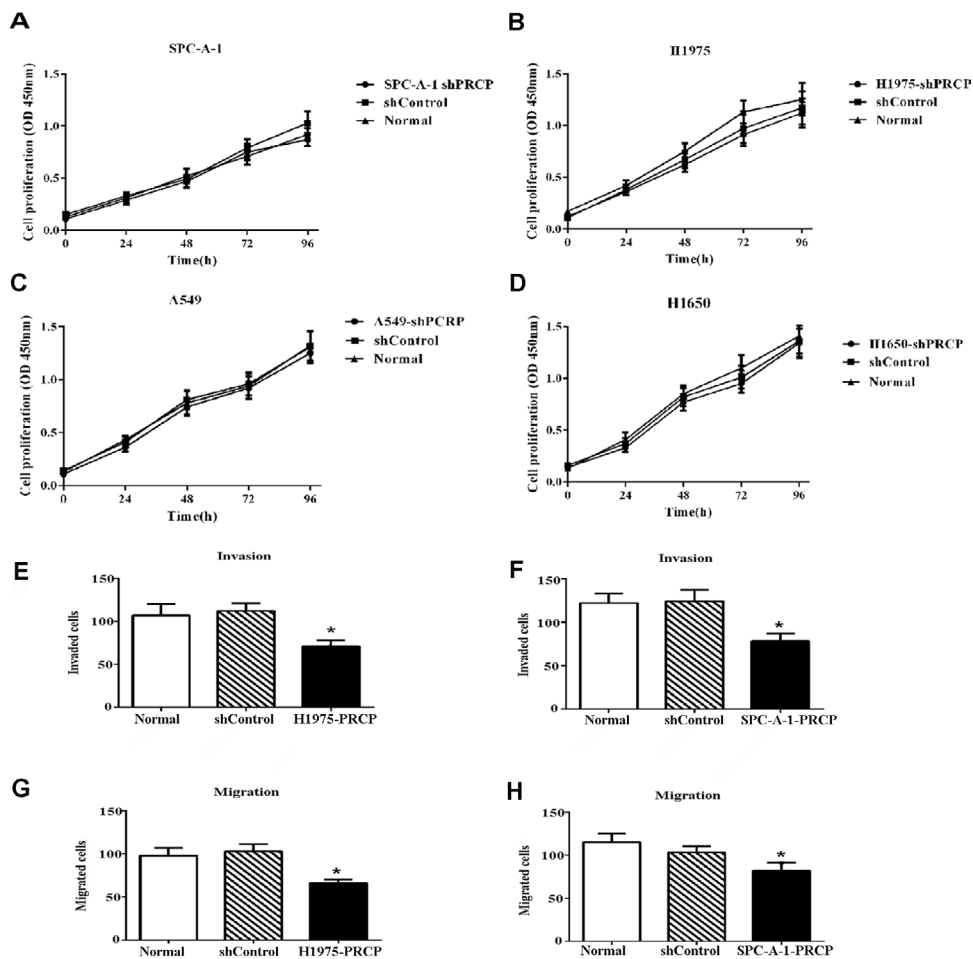 A
SPC-A-1
Cell proliferation (OD 450nm)
1.5
1.0
0.5
0.0
0 24 48 72 96
Time(h)
SPC-A-1 shPRCP
shControl
Normal
B
II1975
Cell proliferation (OD 450nm)
1.5
1.0
0.5
0.0
0 24 48 72 96
Time(h)
H1975-shPRCP
shControl
Normal
C
A549
Cell proliferation (OD 450nm)
1.5
1.0
0.5
0.0
0 24 48 72 96
Time(h)
A549-shPCRP
shControl
Normal
D
H1650
Cell proliferation (OD 450nm)
1.5
1.0
0.5
0.0
0 24 48 72 96
Time(h)
II1650-shPRCP
shControl
Normal
E
Invasion
Invaded cells
150
100
50
0
*
Normal shControl H1975-PRCP
F
Invasion
Invaded cells
150
100
50
0
*
Normal shControl SPC-A-1-PRCP
G
Migration
Migrated cells
150
100
50
0
*
Normal shControl H1975-PRCP
H
Migration
Migrated cells
150
100
50
0
*
Normal shControl SPC-A-1-PRCP